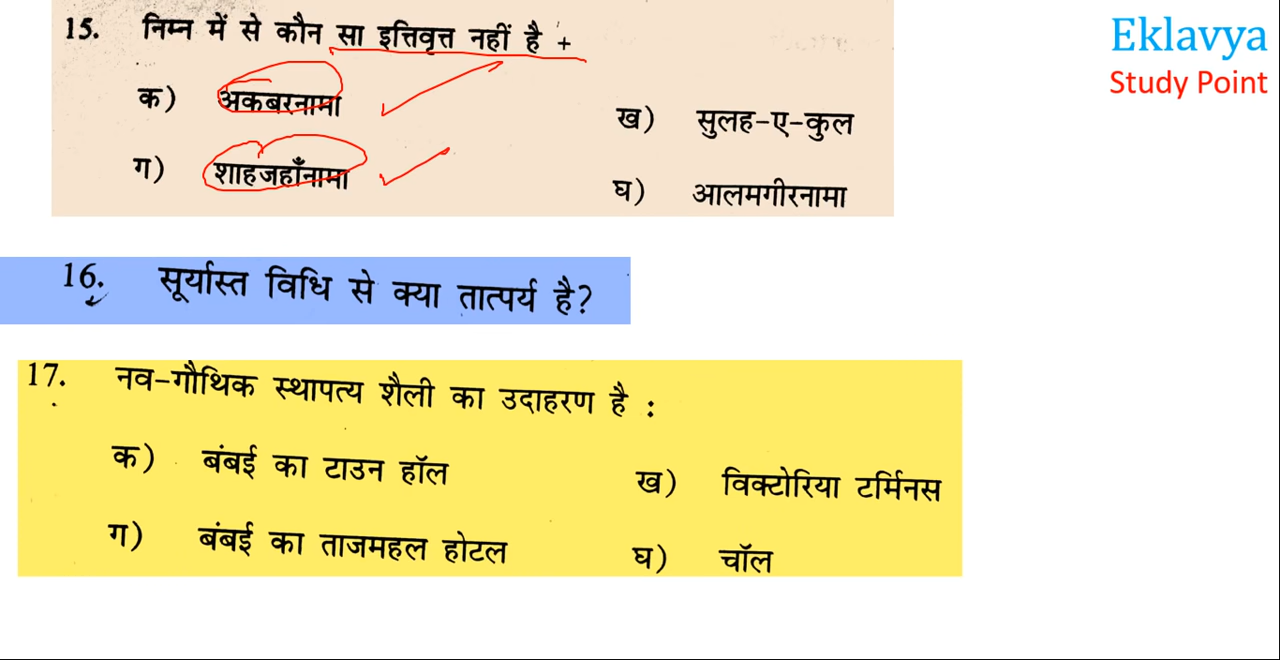 15. निम्न में से कौन सा इत्तिवृत्त नहीं है +
Eklavya
Study Point
क) अकबरनामा
ख) सुलह-ए-कुल
ग) शाहजहाँनामा
घ) आलमगीरनामा
16. सूर्यास्त विधि से क्या तात्पर्य है?
17. नव-गौथिक स्थापत्य शैली का उदाहरण है :
क) बंबई का टाउन हॉल
ख) विक्टोरिया टर्मिनस
ग) बंबई का ताजमहल होटल
घ) चॉल